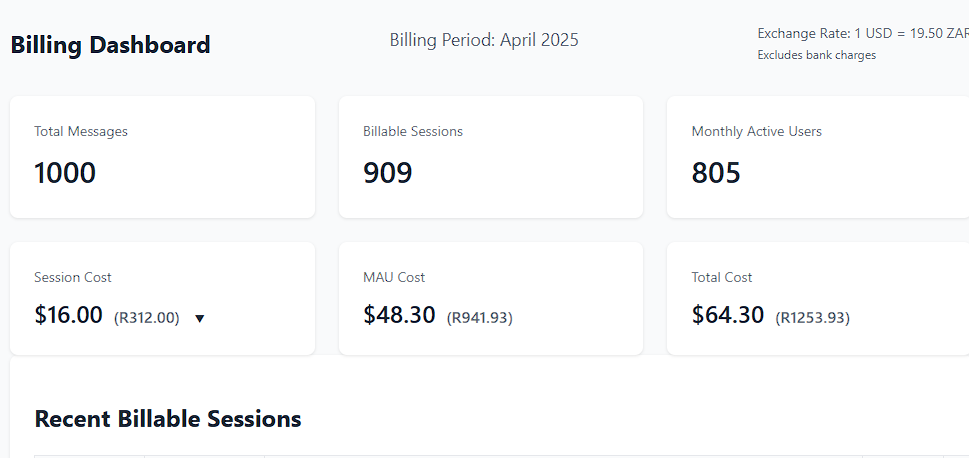 Billing Dashboard
Billing Period: April 2025
Exchange Rate: 1 USD = 19.50 ZAR
Excludes bank charges
Total Messages
1000
Billable Sessions
909
Monthly Active Users
805
Session Cost
$16.00 (R312.00) ▼
MAU Cost
$48.30 (R941.93)
Total Cost
$64.30 (R1253.93)
Recent Billable Sessions